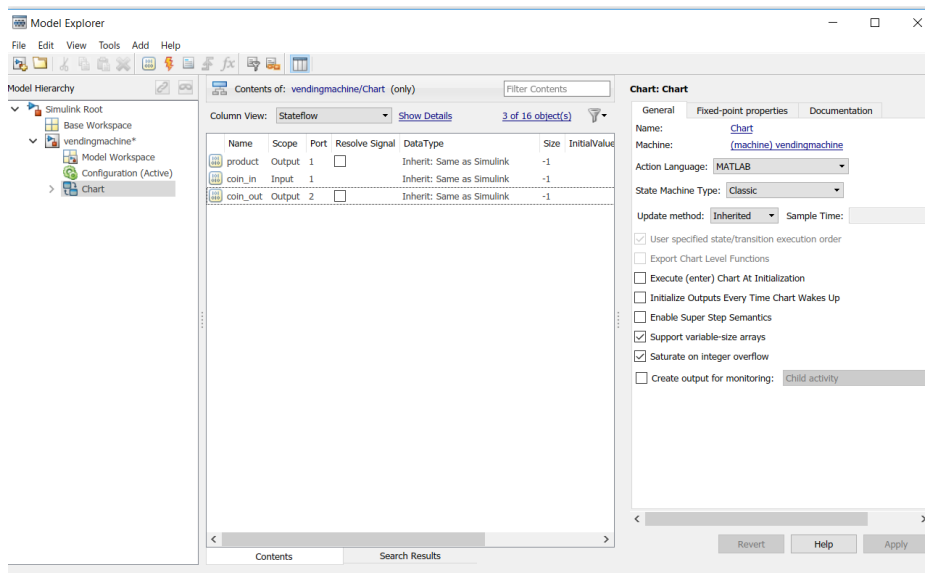 Model Explorer
File Edit View Tools Add Help
Model Hierarchy
Simulink Root
Base Workspace
vendingmachine*
Model Workspace
Configuration (Active)
Chart
Contents of: vendingmachine/Chart (only)
Filter Contents
Column View: Stateflow Show Details 3 of 16 object(s)
Name Scope Port Resolve Signal DataType Size InitialValue
product Output 1 Inherit: Same as Simulink -1
coin_in Input 1 Inherit: Same as Simulink -1
coin_out Output 2 Inherit: Same as Simulink -1
Contents Search Results
Chart: Chart
General Fixed-point properties Documentation
Name: Chart
Machine: (machine) vendingmachine
Action Language: MATLAB
State Machine Type: Classic
Update method: Inherited Sample Time:
User specified state/transition execution order
Export Chart Level Functions
Execute (enter) Chart At Initialization
Initialize Outputs Every Time Chart Wakes Up
Enable Super Step Semantics
Support variable-size arrays
Saturate on integer overflow
Create output for monitoring: Child activity
Revert Help Apply